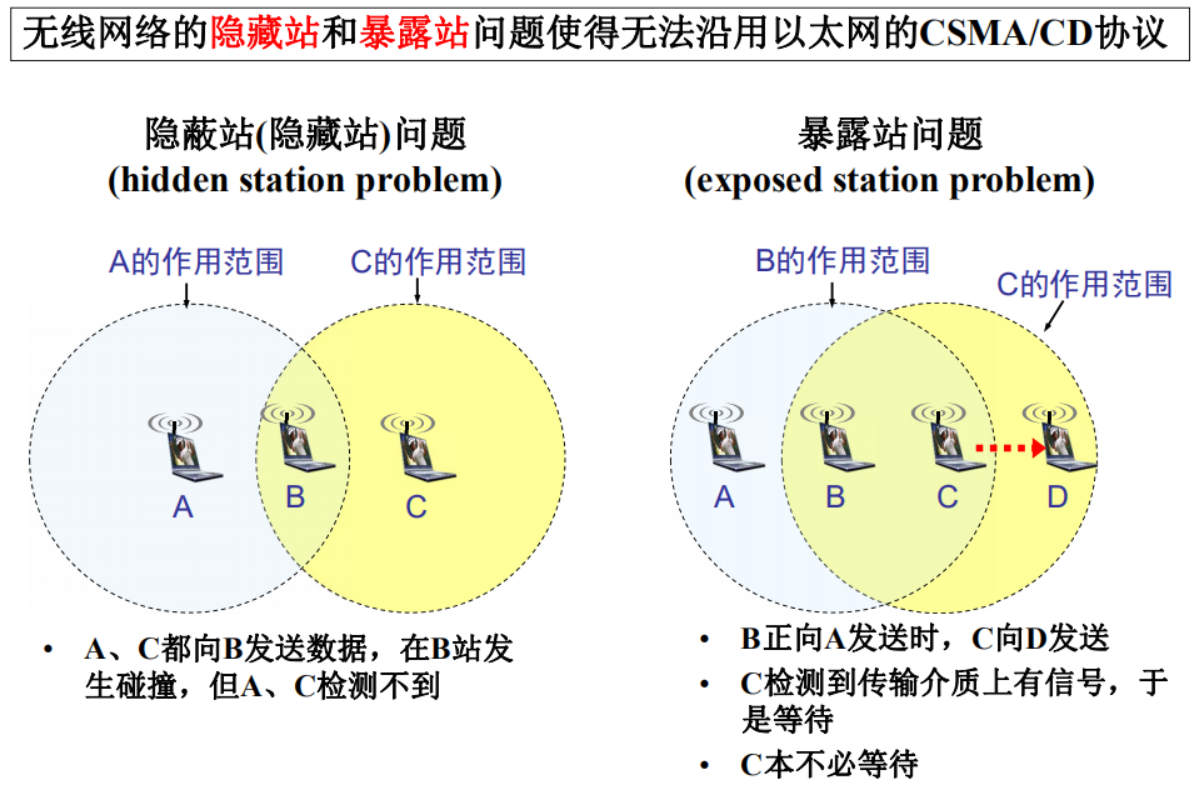 无线网络的隐藏站和暴露站问题使得无法沿用以太网的CSMA/CD协议
隐蔽站(隐藏站)问题
(hidden station problem)
A的作用范围
C的作用范围
A
B
C
• A、C都向B发送数据，在B站发
生碰撞，但A、C检测不到
暴露站问题
(exposed station problem)
B的作用范围
C的作用范围
A
B
C
D
• B正向A发送时，C向D发送
• C检测到传输介质上有信号，于
是等待
• C本不必等待